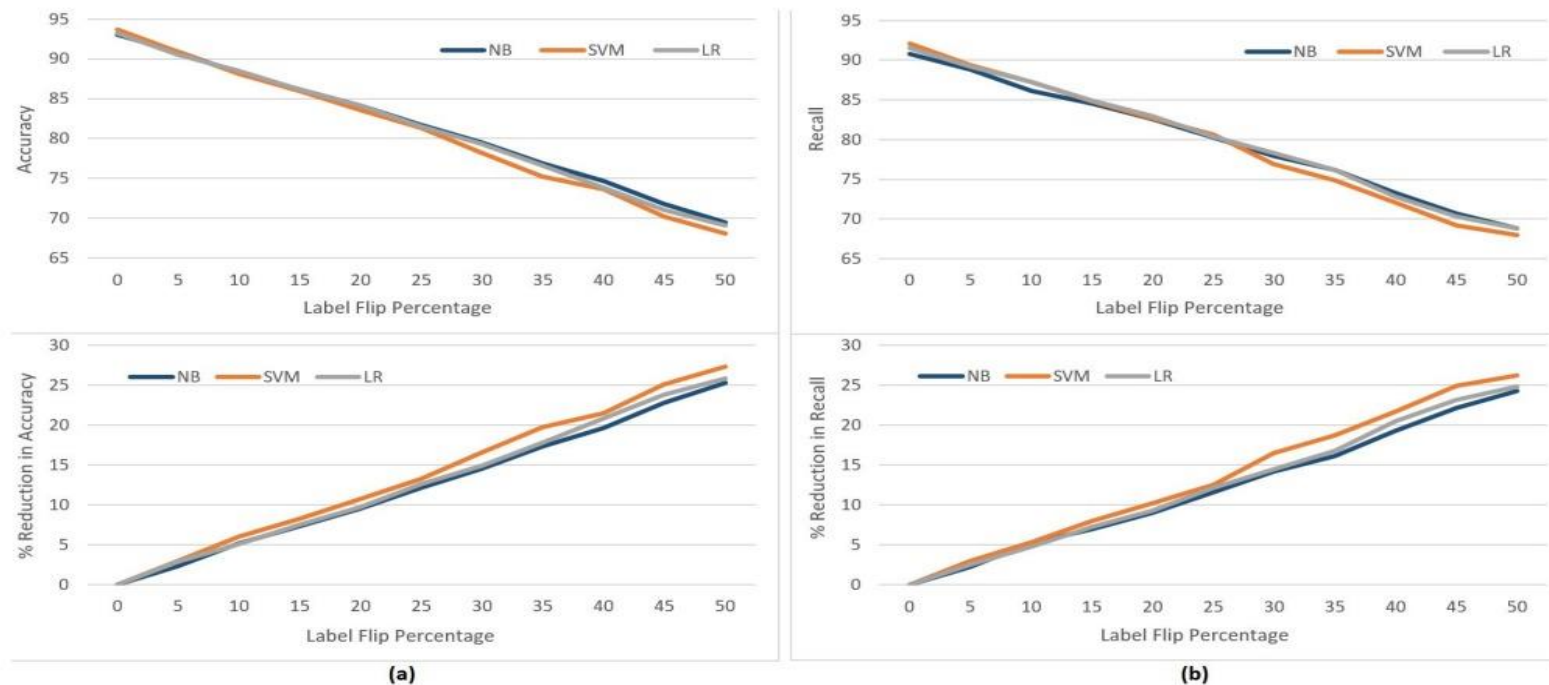 95
90
85
80
75
70
65
Accuracy
NB SVM LR
0 5 10 15 20 25 30 35 40 45 50
Label Flip Percentage
30
25
20
15
10
5
0
% Reduction in Accuracy
NB SVM LR
0 5 10 15 20 25 30 35 40 45 50
Label Flip Percentage
(a)
95
90
85
80
75
70
65
Recall
NB SVM LR
0 5 10 15 20 25 30 35 40 45 50
Label Flip Percentage
30
25
20
15
10
5
0
% Reduction in Recall
NB SVM LR
0 5 10 15 20 25 30 35 40 45 50
Label Flip Percentage
(b)